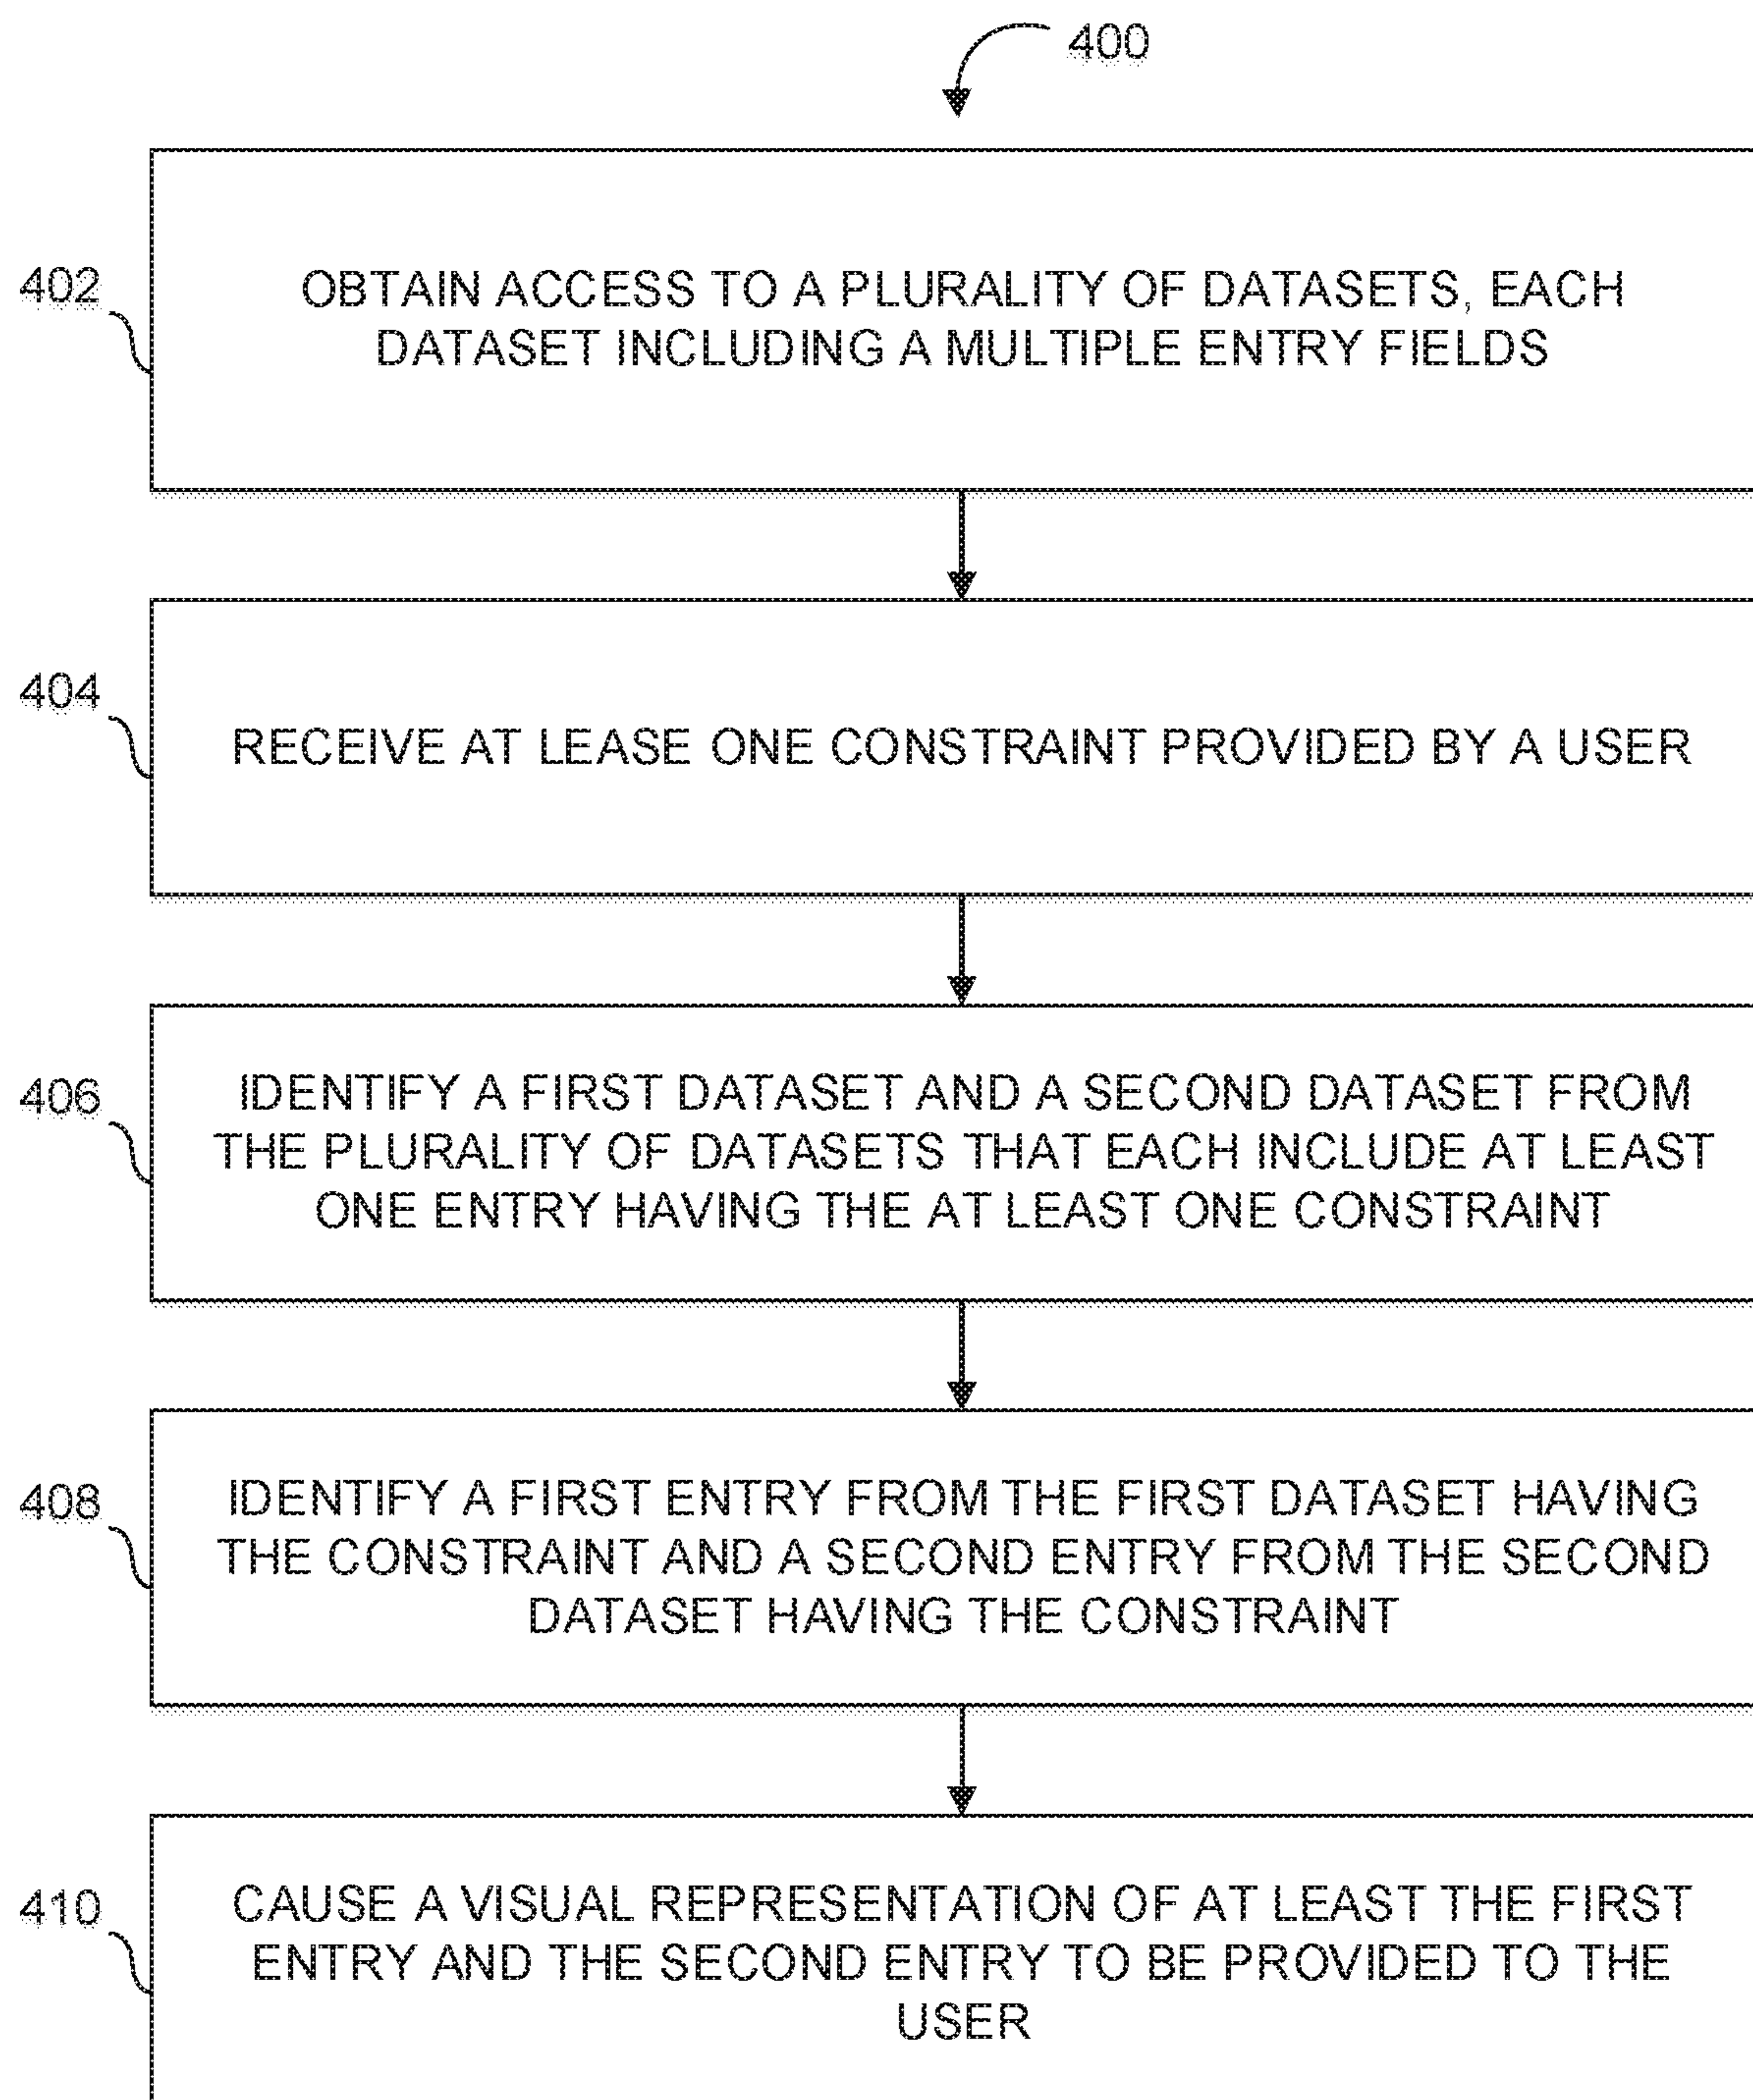 400
402
OBTAIN ACCESS TO A PLURALITY OF DATASETS, EACH
DATASET INCLUDING A MULTIPLE ENTRY FIELDS
404
RECEIVE AT LEASE ONE CONSTRAINT PROVIDED BY A USER
406
IDENTIFY A FIRST DATASET AND A SECOND DATASET FROM
THE PLURALITY OF DATASETS THAT EACH INCLUDE AT LEAST
ONE ENTRY HAVING THE AT LEAST ONE CONSTRAINT
408
IDENTIFY A FIRST ENTRY FROM THE FIRST DATASET HAVING
THE CONSTRAINT AND A SECOND ENTRY FROM THE SECOND
DATASET HAVING THE CONSTRAINT
410
CAUSE A VISUAL REPRESENTATION OF AT LEAST THE FIRST
ENTRY AND THE SECOND ENTRY TO BE PROVIDED TO THE
USER